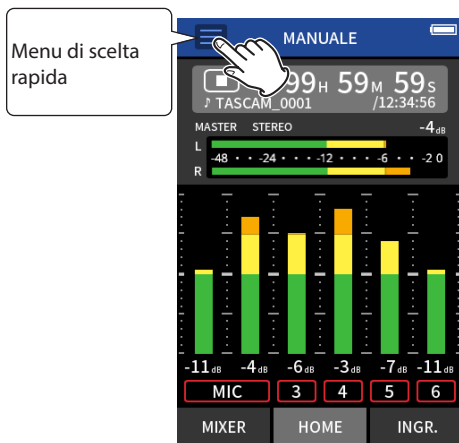 Menu di scelta
rapida
MANUALE
99H 59M 59S
♪ TASCAM_0001 /12:34:56
MASTER STEREO -4dB
L
-48 · · -24 · · · -12 · · · -6 · · -2 0
R
-11dB -4dB -6dB -3dB -7dB -11dB
MIC 3 4 5 6
MIXER HOME INGR.